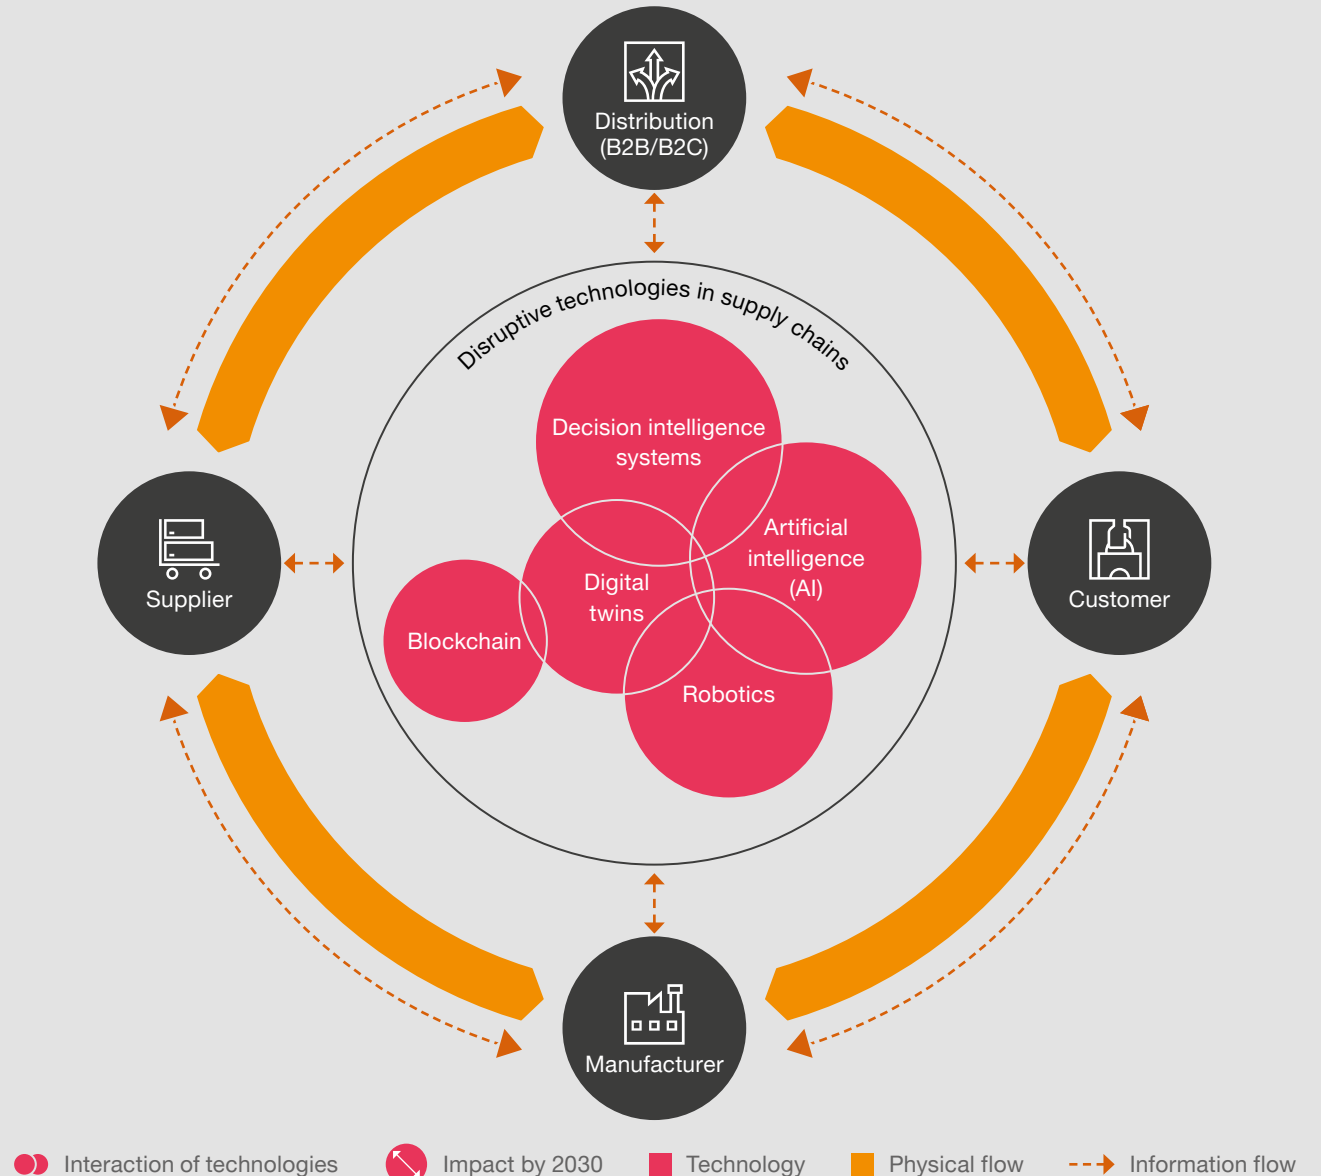 Distribution
(B2B/B2C)
Disruptive technologies in supply chains
Decision intelligence
systems
Artificial
intelligence
(AI)
Digital
twins
Blockchain
Robotics
Supplier
Customer
Manufacturer
Interaction of technologies
Impact by 2030
Technology
Physical flow
Information flow